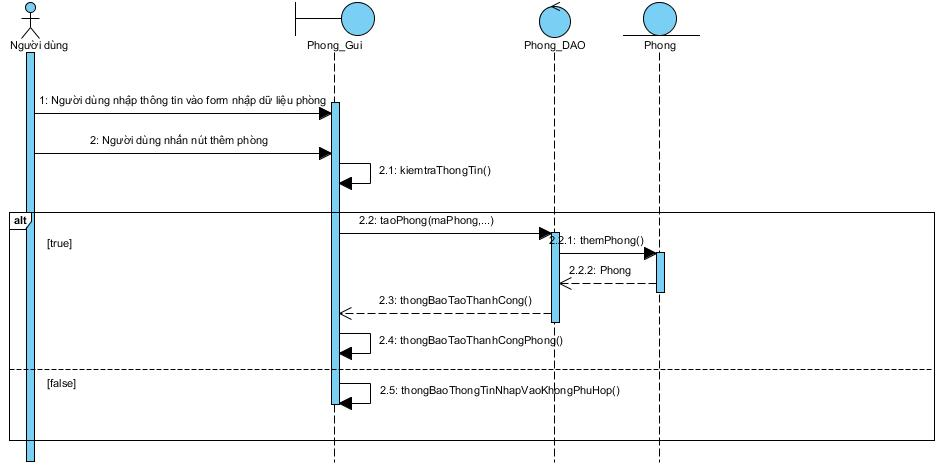 Người dùng
Phong_Gui
Phong_DAO
Phong
1: Người dùng nhập thông tin vào form nhập dữ liệu phòng
2: Người dùng nhấn nút thêm phòng
2.1: kiemtraThongTin()
alt
2.2: taoPhong(maPhong,...)
[true]
2.2.1: themPhong()
2.2.2: Phong
2.3: thongBaoTaoThanhCong()
2.4: thongBaoTaoThanhCongPhong()
[false]
2.5: thongBaoThongTinNhapVaoKhongPhuHop()